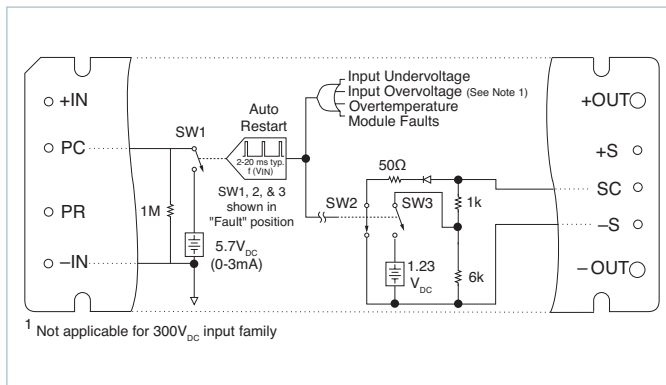 +IN
PC
PR
–IN
1M
SW1
5.7VDC
(0-3mA)
Auto
Restart
2-20 ms typ.
f (VIN)
SW1, 2, & 3
shown in
"Fault" position
Input Undervoltage
Input Overvoltage (See Note 1)
Overtemperature
Module Faults
50Ω
SW2
SW3
1k
1.23
VDC
6k
+OUT
+S
SC
–S
–OUT
1 Not applicable for 300VDC input family